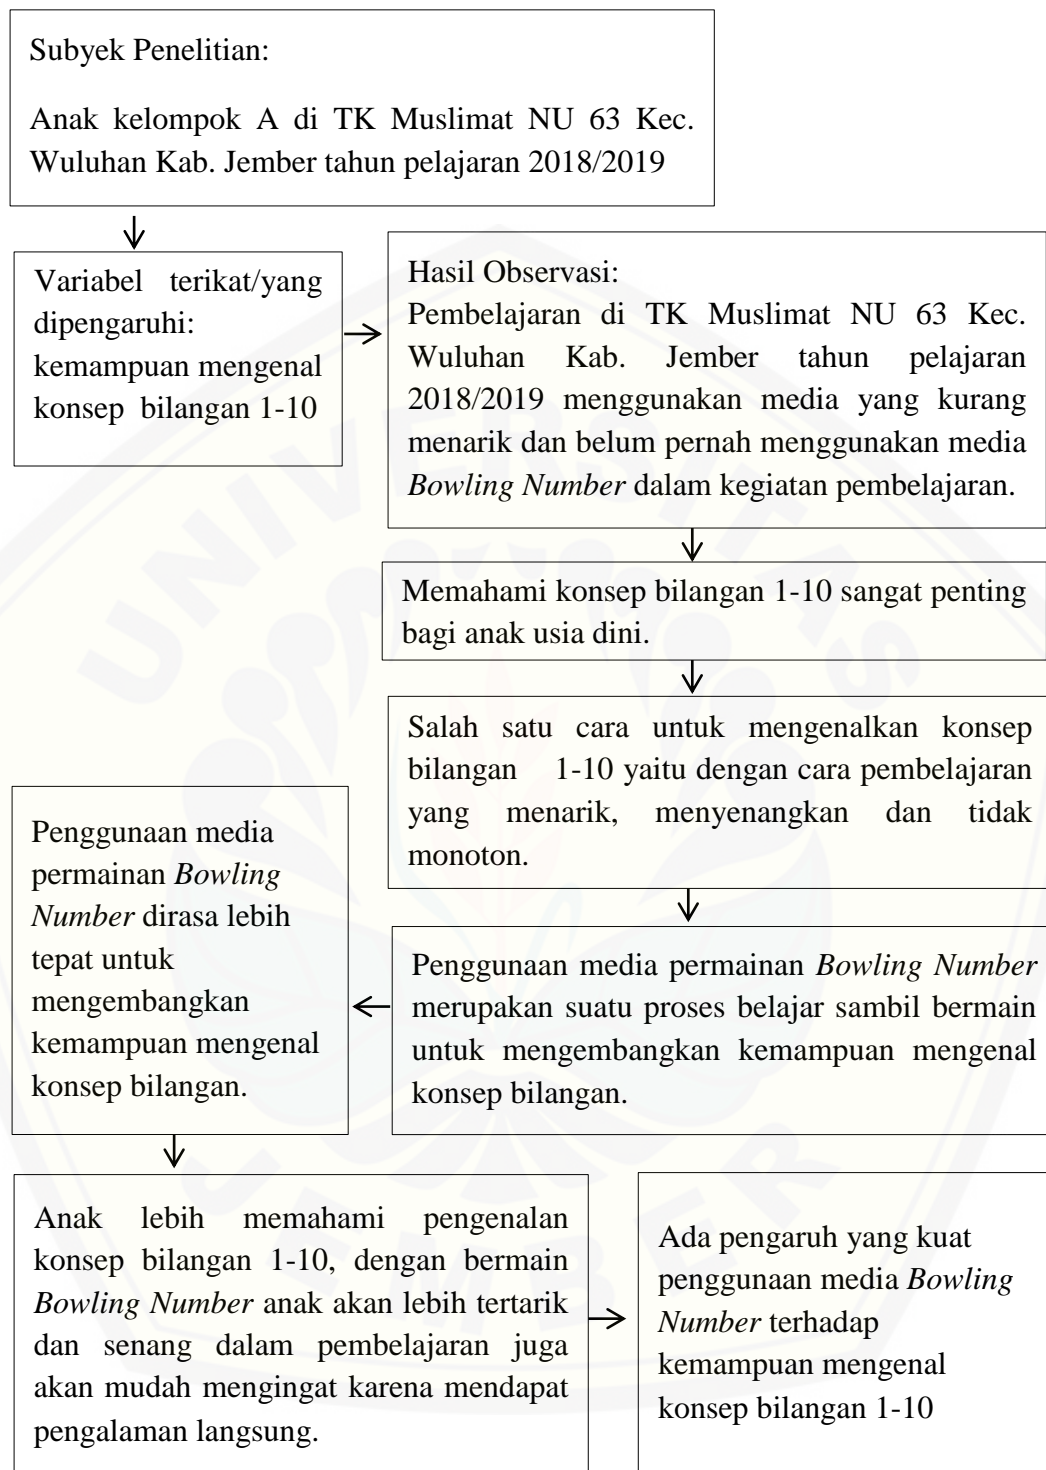 Subyek Penelitian:
Anak kelompok A di TK Muslimat NU 63 Kec.
Wuluhan Kab. Jember tahun pelajaran 2018/2019
Variabel terikat/yang
dipengaruhi:
kemampuan mengenal
konsep bilangan 1-10
Hasil Observasi:
Pembelajaran di TK Muslimat NU 63 Kec.
Wuluhan Kab. Jember tahun pelajaran
2018/2019 menggunakan media yang kurang
menarik dan belum pernah menggunakan media
Bowling Number dalam kegiatan pembelajaran.
Memahami konsep bilangan 1-10 sangat penting
bagi anak usia dini.
Salah satu cara untuk mengenalkan konsep
bilangan 1-10 yaitu dengan cara pembelajaran
yang menarik, menyenangkan dan tidak
monoton.
Penggunaan media permainan Bowling Number
merupakan suatu proses belajar sambil bermain
untuk mengembangkan kemampuan mengenal
konsep bilangan.
Penggunaan media
permainan Bowling
Number dirasa lebih
tepat untuk
mengembangkan
kemampuan mengenal
konsep bilangan.
Anak lebih memahami pengenalan
konsep bilangan 1-10, dengan bermain
Bowling Number anak akan lebih tertarik
dan senang dalam pembelajaran juga
akan mudah mengingat karena mendapat
pengalaman langsung.
Ada pengaruh yang kuat
penggunaan media Bowling
Number terhadap
kemampuan mengenal
konsep bilangan 1-10
UNIVERSITAS
JEMBER